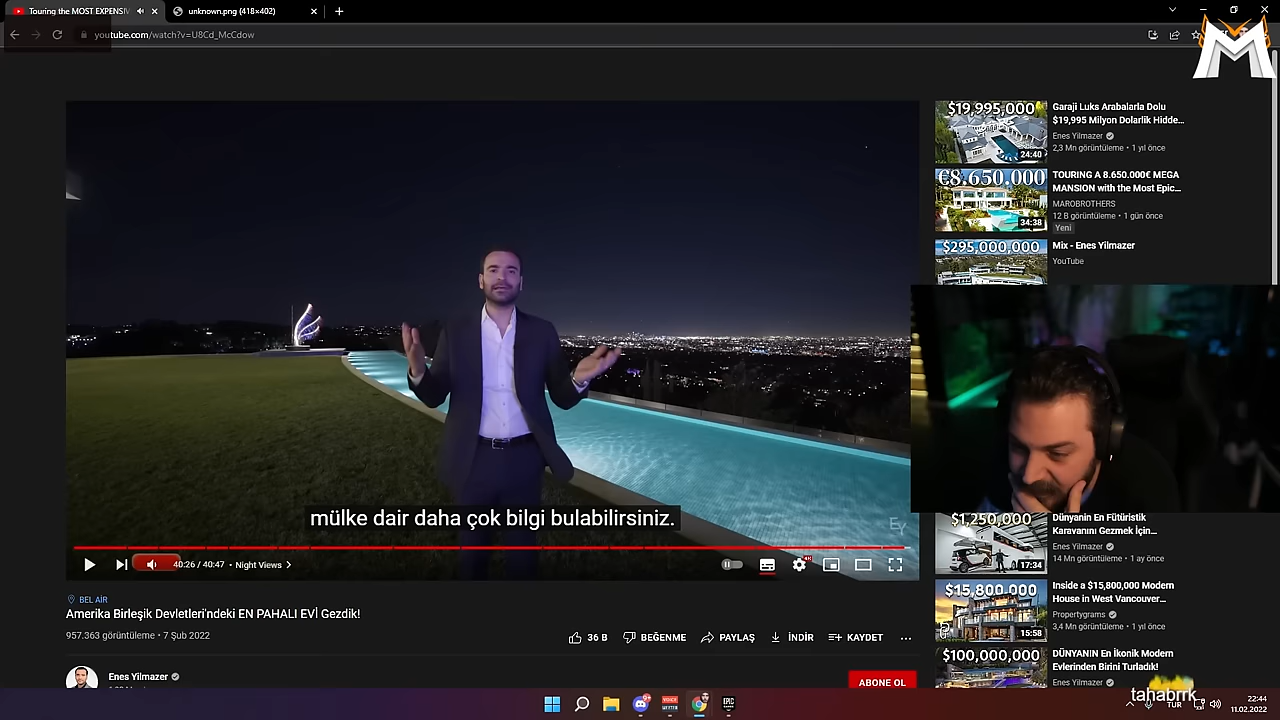 Touring the MOST EXPENSIV
unknown.png (418×402)
youtube.com/watch?v=U8Cd_McCdow
M
mülke dair daha çok bilgi bulabilirsiniz.
Ey
40:26 / 40:47 • Night Views
BEL AIR
Amerika Birleşik Devletleri'ndeki EN PAHALI EVİ Gezdik!
957.363 görüntüleme • 7 Şub 2022
36 B
BEĞENME
PAYLAŞ
İNDİR
KAYDET
Enes Yilmazer
ABONE OL
$19,995,000
24:40
Garaji Luks Arabalarla Dolu
$19,995 Milyon Dolarlik Hidde...
Enes Yilmazer
2,3 Mn görüntüleme • 1 yıl önce
€8.650.000
34:38
TOURING A 8.650.000€ MEGA
MANSION with the Most Epic...
MAROBROTHERS
12 B görüntüleme • 1 gün önce
Yeni
$295,000,000
Mix - Enes Yilmazer
YouTube
$1,250,000
17:34
Dünyanin En Fütüristik
Karavanını Gezmek İçin...
Enes Yilmazer
14 Mn görüntüleme • 1 ay önce
$15,800,000
15:58
Inside a $15,800,000 Modern
House in West Vancouver...
Propertygrams
3,4 Mn görüntüleme • 1 yıl önce
$100,000,000
DÜNYANIN En İkonik Modern
Evlerinden Birini Turladık!
Enes Yilmazer
tahabrrk_
EPIC
TUR
22:44
11.02.2022